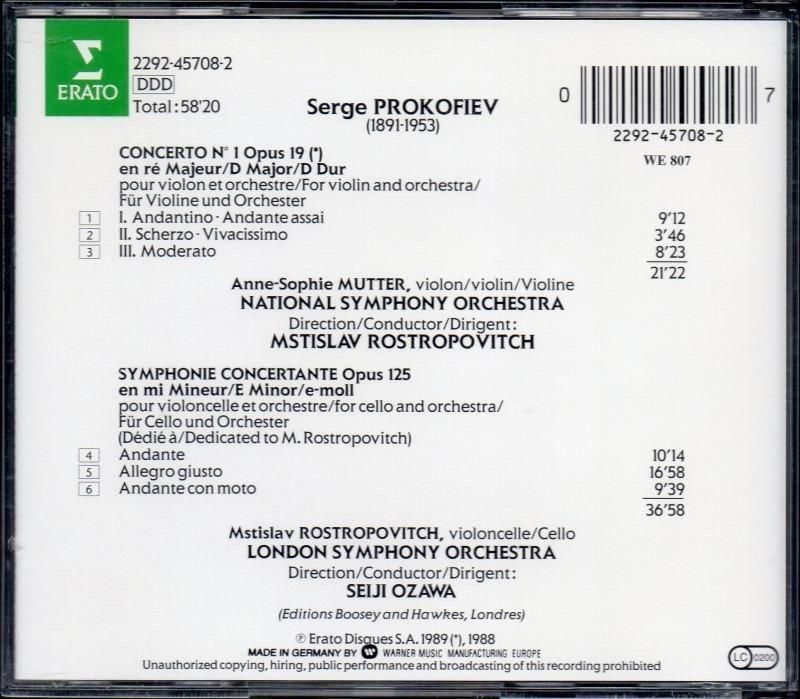 ERATO
2292-45708-2
DDD
Total: 58'20
Serge PROKOFIEV
(1891-1953)
0 7
2292-45708-2
WE 807
CONCERTO N° 1 Opus 19 (*)
en ré Majeur/D Major/D Dur
pour violon et orchestre/For violin and orchestra/
Für Violine und Orchester
1 I. Andantino · Andante assai 9'12
2 II. Scherzo · Vivacissimo 3'46
3 III. Moderato 8'23
21'22
Anne-Sophie MUTTER, violon/violin/Violine
NATIONAL SYMPHONY ORCHESTRA
Direction/Conductor/Dirigent:
MSTISLAV ROSTROPOVITCH
SYMPHONIE CONCERTANTE Opus 125
en mi Mineur/E Minor/e-moll
pour violoncelle et orchestre/for cello and orchestra/
Für Cello und Orchester
(Dédié à/Dedicated to M. Rostropovitch)
4 Andante 10'14
5 Allegro giusto 16'58
6 Andante con moto 9'39
36'58
Mstislav ROSTROPOVITCH, violoncelle/Cello
LONDON SYMPHONY ORCHESTRA
Direction/Conductor/Dirigent:
SEIJI OZAWA
(Editions Boosey and Hawkes, Londres)
℗ Erato Disques S.A. 1989 (*), 1988
MADE IN GERMANY BY WARNER MUSIC MANUFACTURING EUROPE
Unauthorized copying, hiring, public performance and broadcasting of this recording prohibited
LC 0200